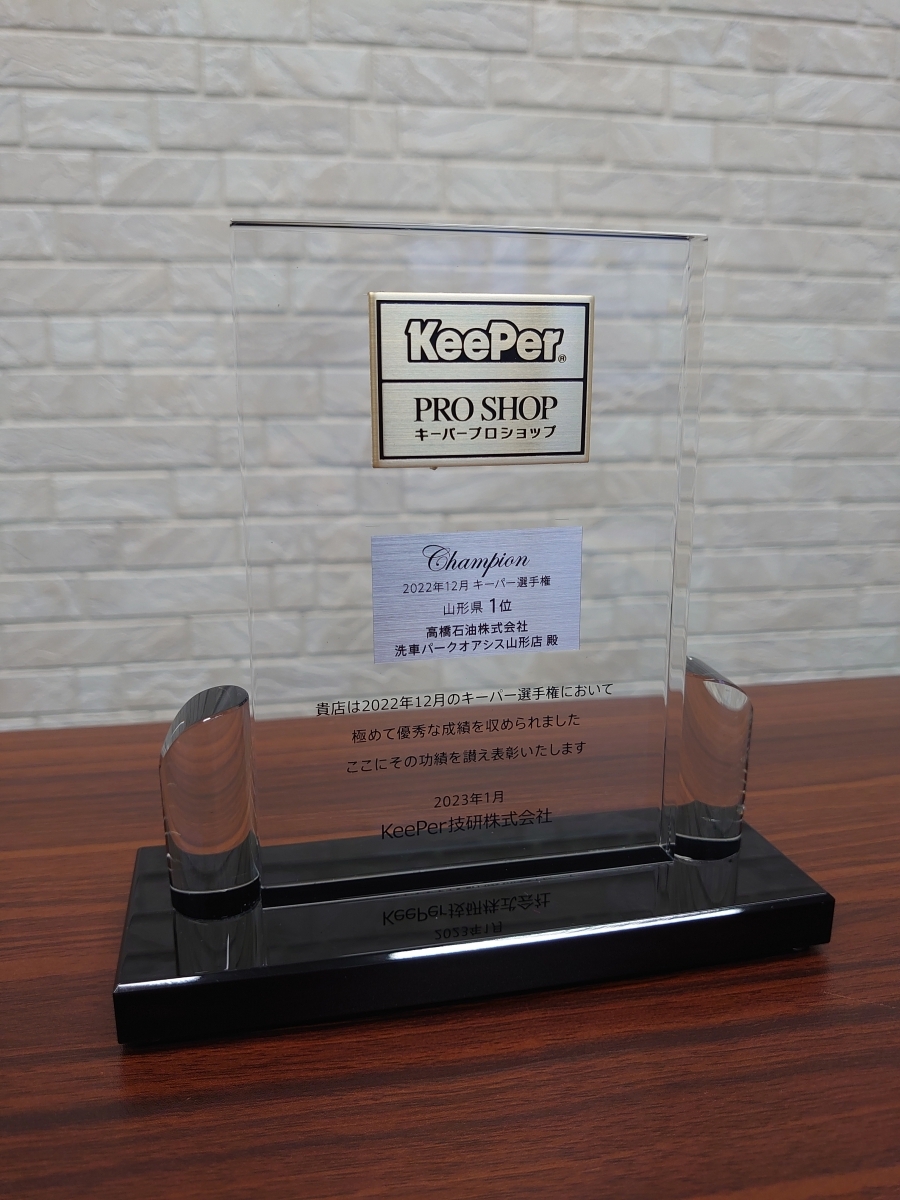 KeePer®
PRO SHOP
キーパープロショップ
Champion
2022年12月 キーパー選手権
山形県 1位
高橋石油株式会社
洗車パークオアシス山形店 殿
貴店は2022年12月のキーパー選手権において
極めて優秀な成績を収められました
ここにその功績を讃え表彰いたします
2023年1月
KeePer技研株式会社